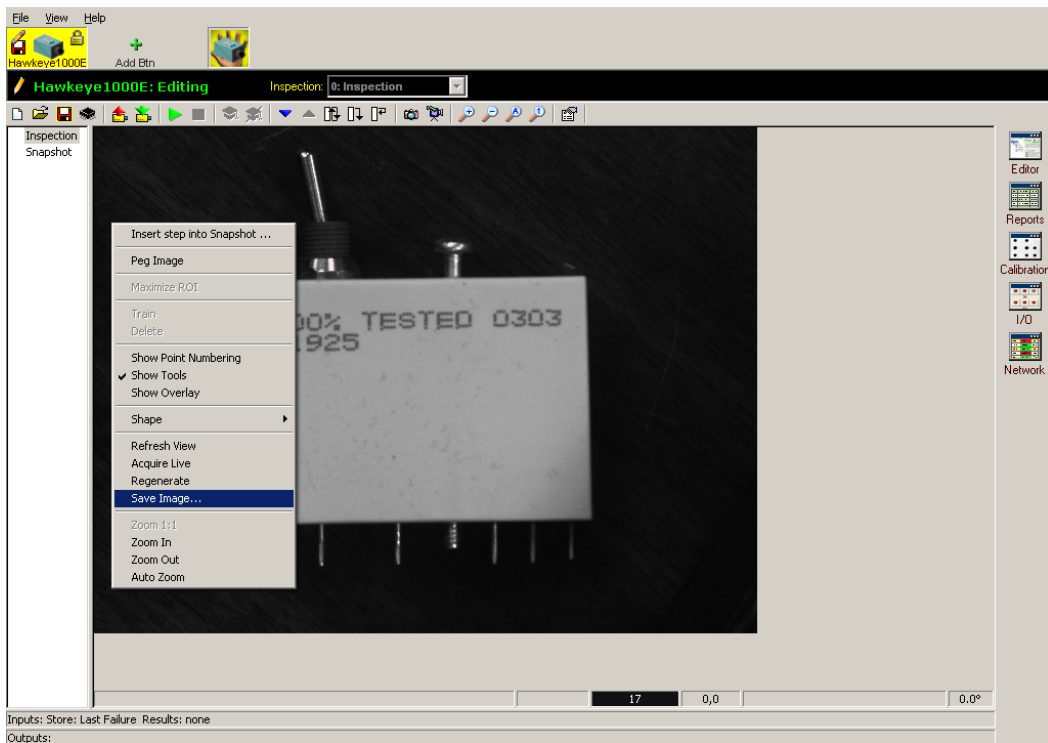 File View Help
Hawkeye1000E
Add Btn
Hawkeye1000E: Editing
Inspection: 0: Inspection
Inspection
Snapshot
Insert step into Snapshot ...
Peg Image
Maximize ROI
Train
Delete
Show Point Numbering
Show Tools
Show Overlay
Shape
Refresh View
Acquire Live
Regenerate
Save Image...
Zoom 1:1
Zoom In
Zoom Out
Auto Zoom
00% TESTED 0303
1925
Editor
Reports
Calibration
I/O
Network
17 0,0 0.0°
Inputs: Store: Last Failure Results: none
Outputs: